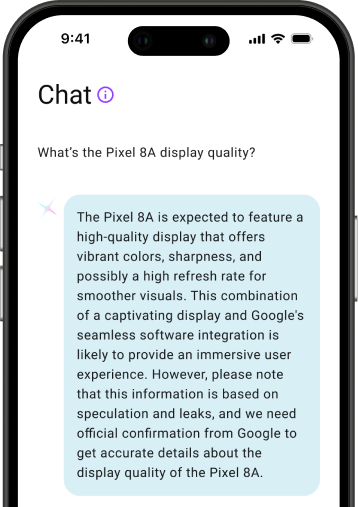 9:41
Chat
What's the Pixel 8A display quality?
The Pixel 8A is expected to feature a
high-quality display that offers
vibrant colors, sharpness, and
possibly a high refresh rate for
smoother visuals. This combination
of a captivating display and Google's
seamless software integration is
likely to provide an immersive user
experience. However, please note
that this information is based on
speculation and leaks, and we need
official confirmation from Google to
get accurate details about the
display quality of the Pixel 8A.